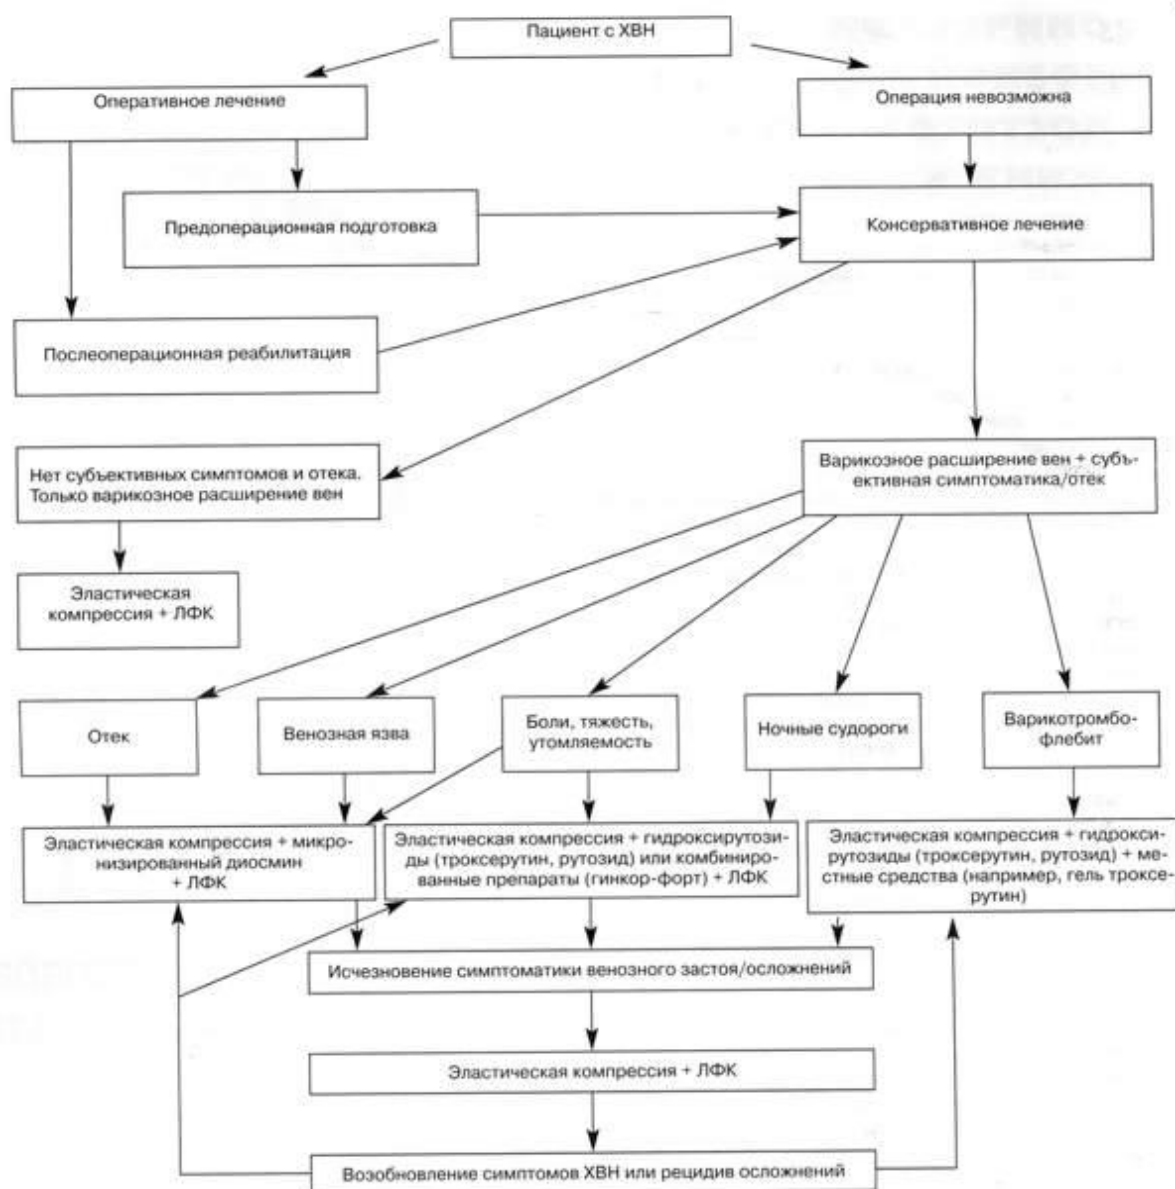 Пациент с ХВН
Оперативное лечение
Операция невозможна
Предоперационная подготовка
Консервативное лечение
Послеоперационная реабилитация
Нет субъективных симптомов и отека.
Только варикозное расширение вен
Варикозное расширение вен + субъ-
ективная симптоматика/отек
Эластическая
компрессия + ЛФК
Отек
Венозная язва
Боли, тяжесть,
утомляемость
Ночные судороги
Варикотромбо-
флебит
Эластическая компрессия + микро-
низированный диосмин
+ ЛФК
Эластическая компрессия + гидроксирутози-
ды (троксерутин, рутозид) или комбиниро-
ванные препараты (гинкор-форт) + ЛФК
Эластическая компрессия + гидрокси-
рутозиды (троксерутин, рутозид) + ме-
стные средства (например, гель троксе-
рутин)
Исчезновение симптоматики венозного застоя/осложнений
Эластическая компрессия + ЛФК
Возобновление симптомов ХВН или рецидив осложнений